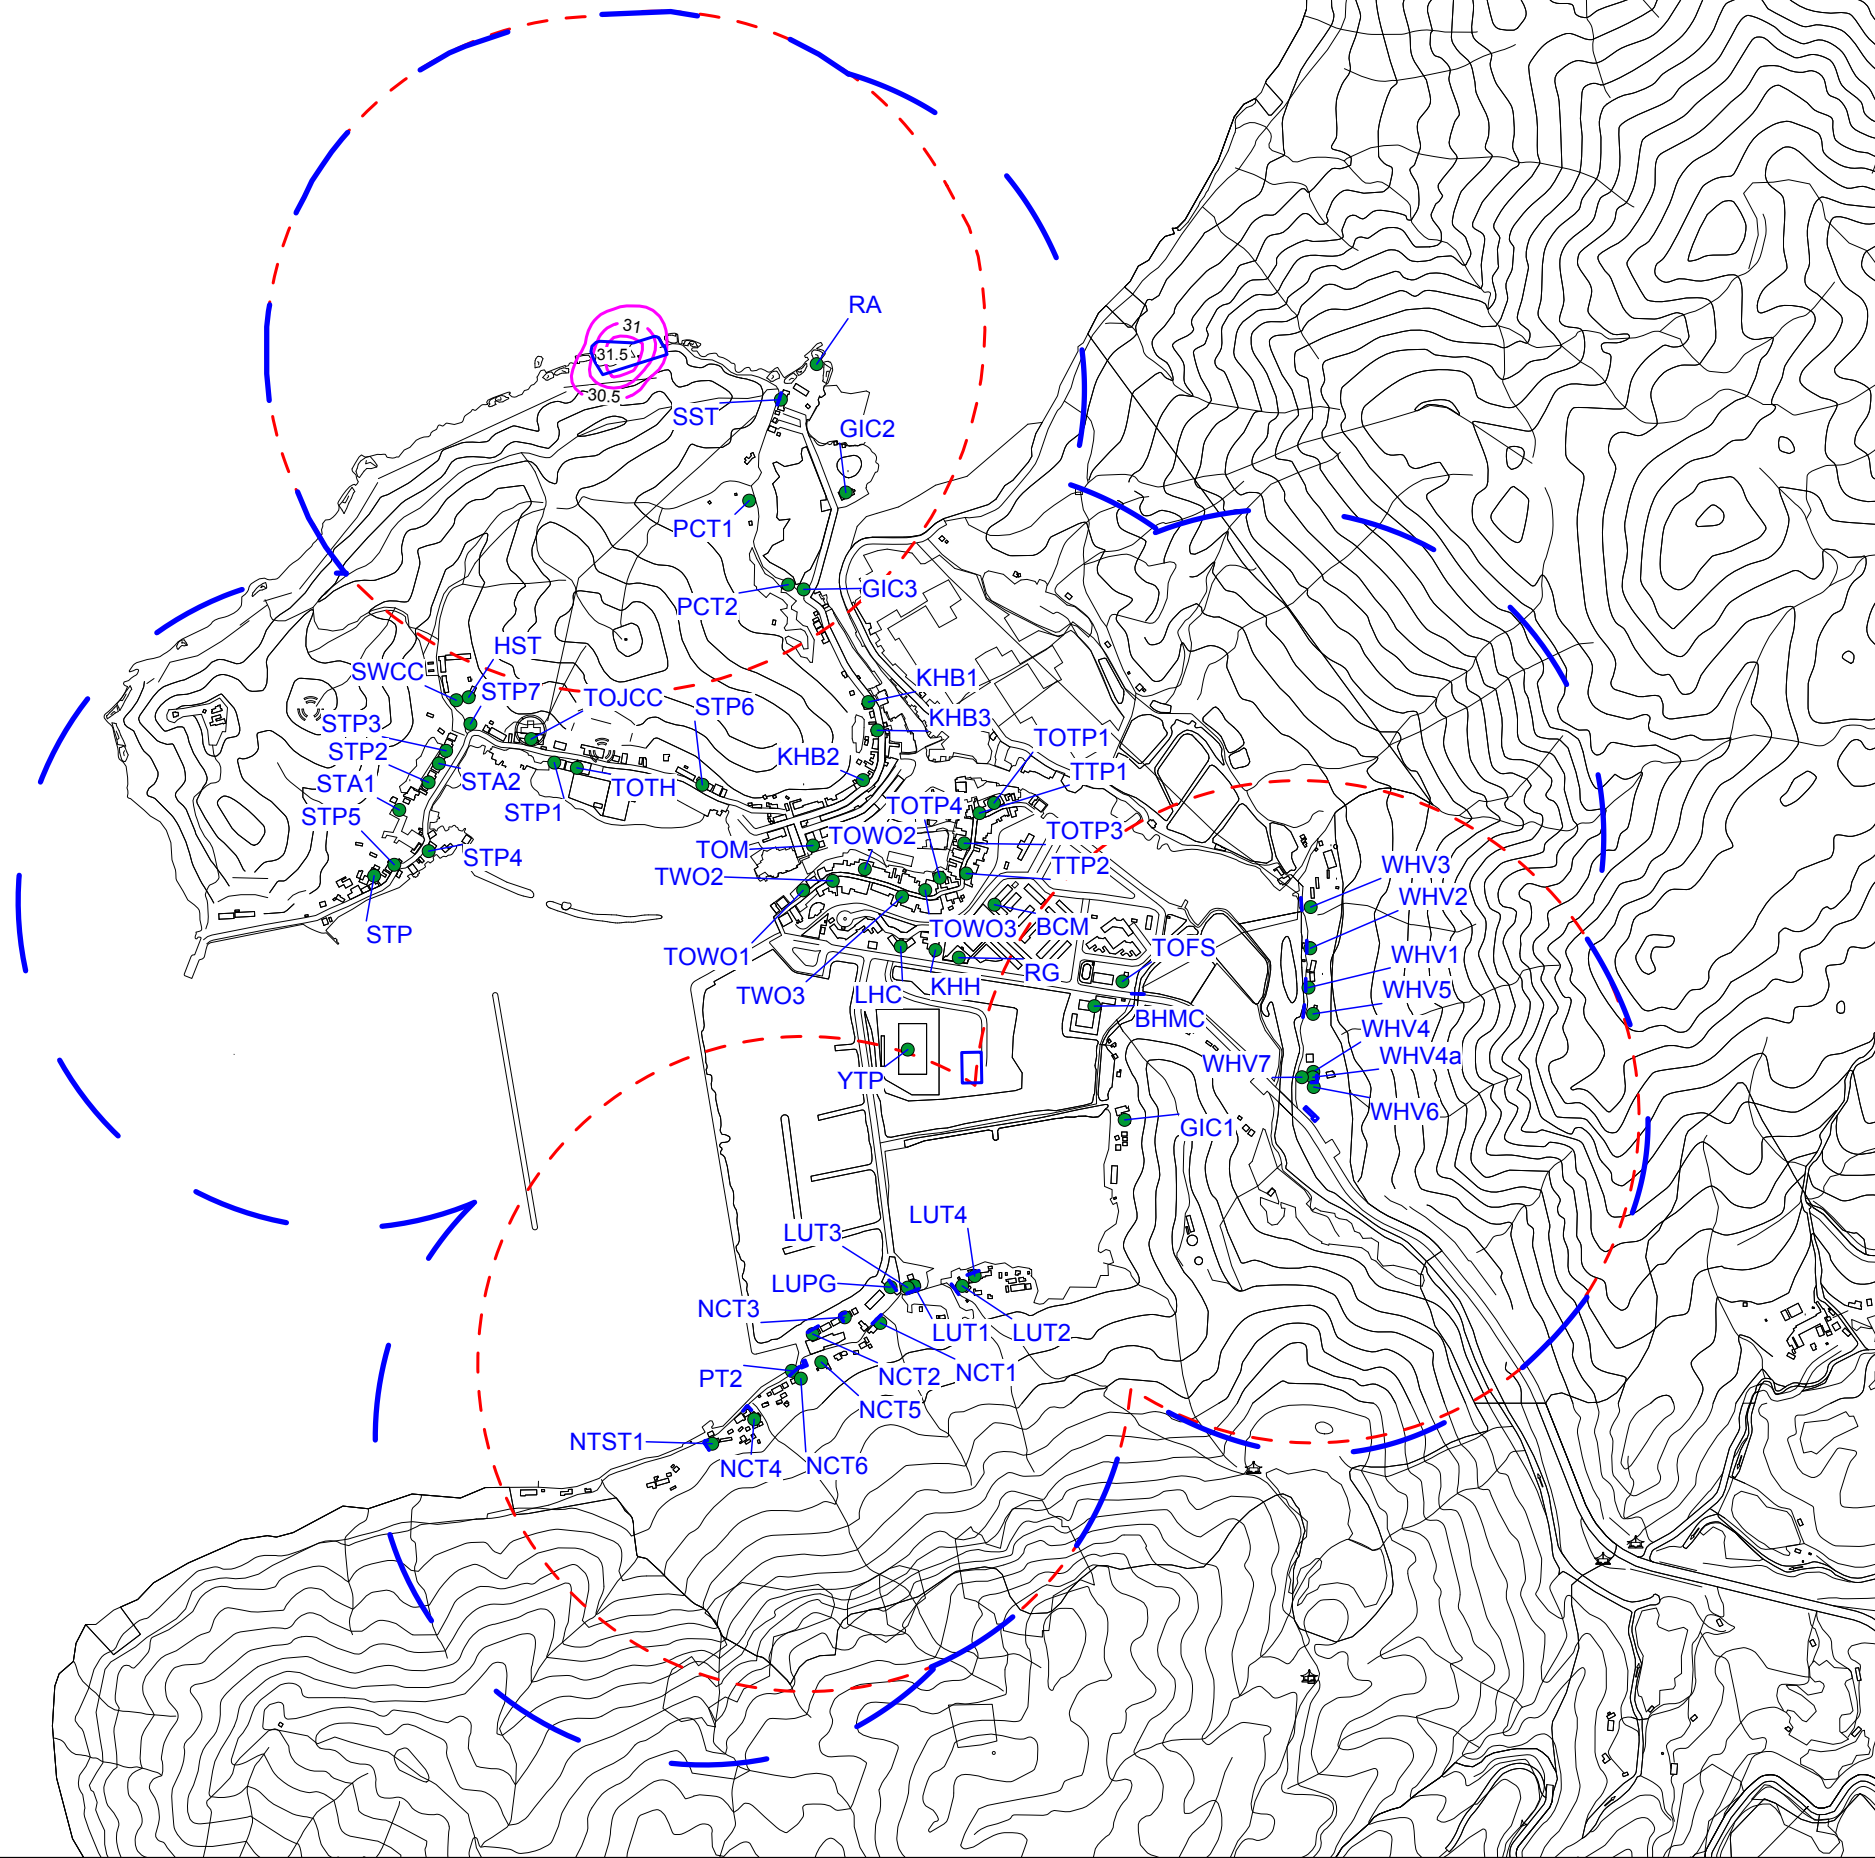 RA
31
31.5
30.5
SST
GIC2
PCT1
PCT2
GIC3
HST
SWCC
STP7
TOJCC
STP6
KHB1
KHB3
STP3
STP2
STA1
STA2
STP5
STP1
TOTH
KHB2
TOTP1
TTP1
TOTP4
TOTP3
TOWO2
TOM
TWO2
TTP2
STP4
STP
TOWO1
TWO3
TOWO3
BCM
LHC
KHH
RG
TOFS
BHMC
WHV3
WHV2
WHV1
WHV5
WHV4
WHV4a
WHV7
WHV6
YTP
GIC1
LUT4
LUT3
LUPG
NCT3
LUT1
LUT2
PT2
NCT2
NCT1
NCT5
NTST1
NCT4
NCT6